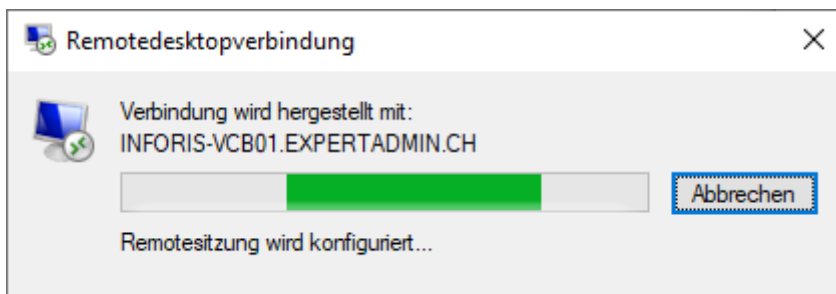 Remotedesktopverbindung
Verbindung wird hergestellt mit:
INFORIS-VCB01.EXPERTADMIN.CH
Abbrechen
Remotesitzung wird konfiguriert...